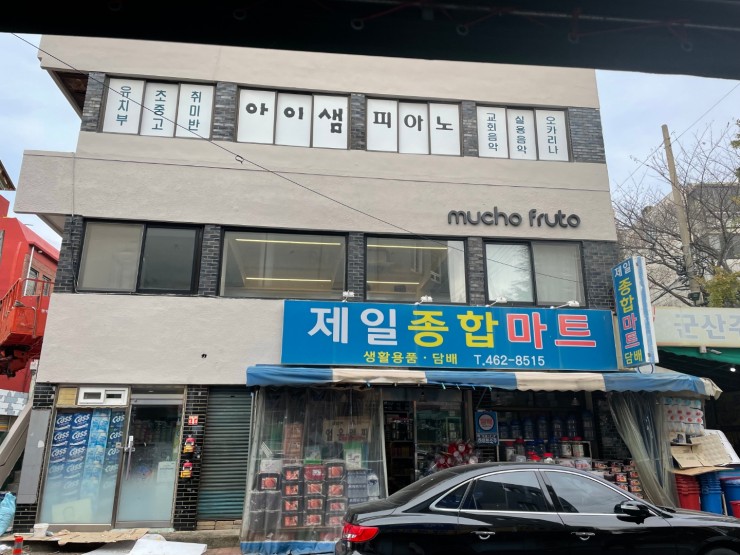 유치부
초중고
취미반
아이샘 피아노
교회음악
실용음악
오카리나
mucho fruto
제일종합마트
생활용품 · 담배 T.462-8515
제일
종합
마트
담배
군산
Cass